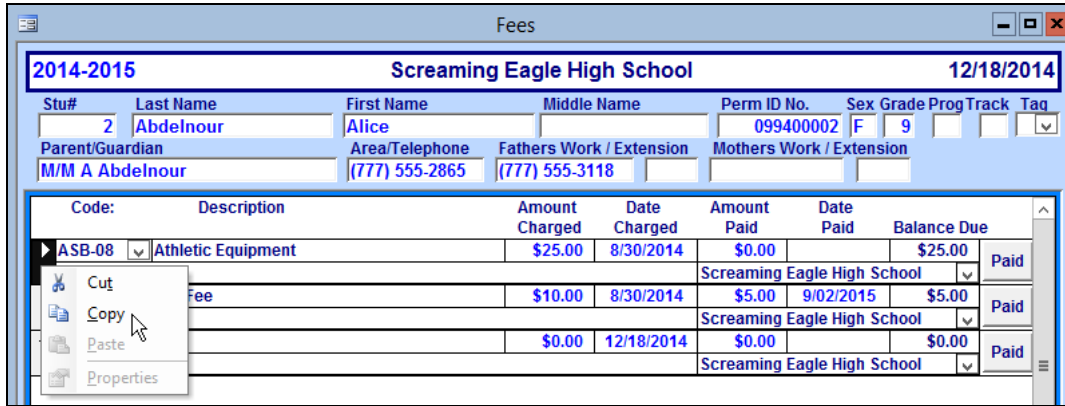 Fees
2014-2015 Screaming Eagle High School 12/18/2014
Stu# Last Name First Name Middle Name Perm ID No. Sex Grade Prog Track Tag
2 Abdelnour Alice 099400002 F 9
Parent/Guardian Area/Telephone Fathers Work / Extension Mothers Work / Extension
M/M A Abdelnour (777) 555-2865 (777) 555-3118
Code: Description Amount Charged Date Charged Amount Paid Date Paid Balance Due
ASB-08 Athletic Equipment $25.00 8/30/2014 $0.00 $25.00 Paid
Screaming Eagle High School
Cut
Fee $10.00 8/30/2014 $5.00 9/02/2015 $5.00 Paid
Copy
Screaming Eagle High School
Paste
$0.00 12/18/2014 $0.00 $0.00 Paid
Screaming Eagle High School
Properties